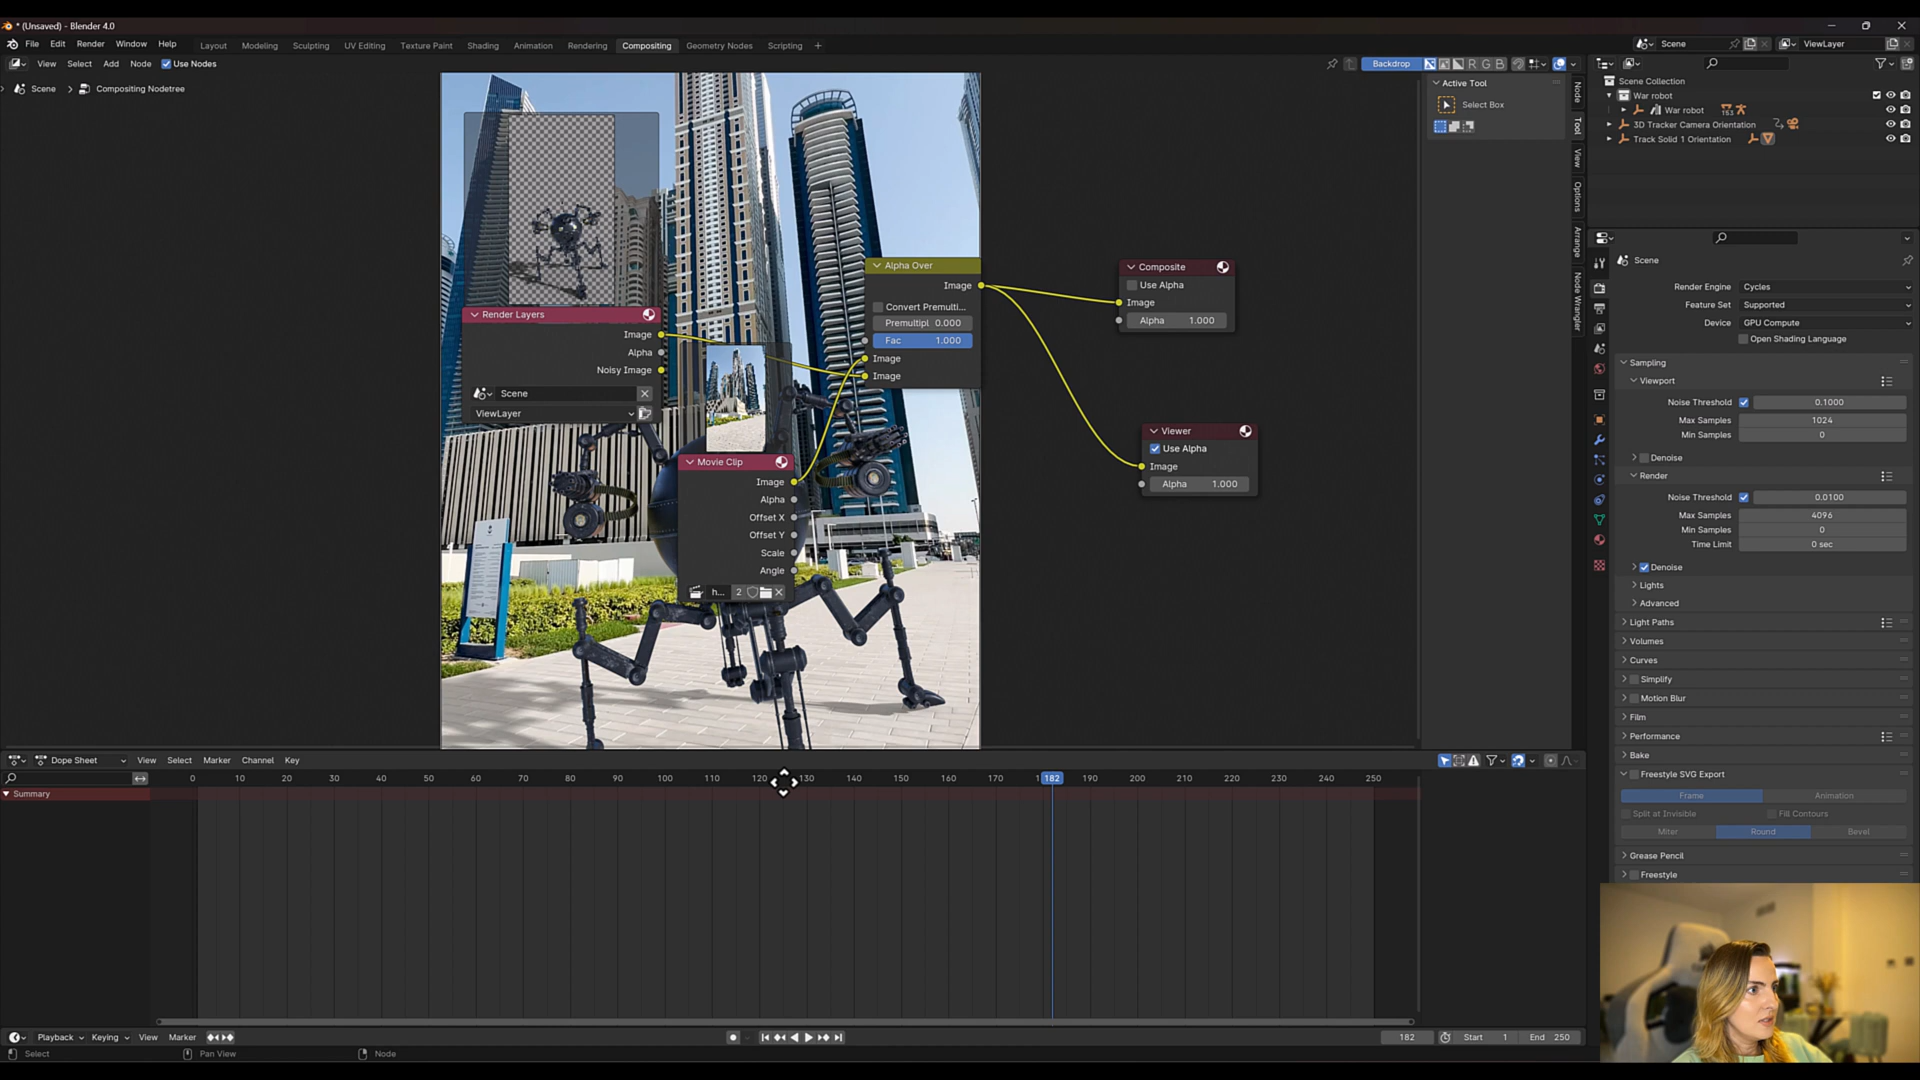 * (Unsaved) - Blender 4.0
File Edit Render Window Help Layout Modeling Sculpting UV Editing Texture Paint Shading Animation Rendering Compositing Geometry Nodes Scripting + Scene ViewLayer
View Select Add Node Use Nodes Backdrop R G B
Scene > Compositing Nodetree
Active Tool
Select Box
Node
Tool
View
Options
Arrange
Node Wrangler
Scene Collection
War robot
War robot 153
3D Tracker Camera Orientation
Track Solid 1 Orientation
Render Layers
Image
Alpha
Noisy Image
Scene
ViewLayer
Movie Clip
Image
Alpha
Offset X
Offset Y
Scale
Angle
h... 2
Alpha Over
Image
Convert Premulti...
Premultipl 0.000
Fac 1.000
Image
Image
Composite
Use Alpha
Image
Alpha 1.000
Viewer
Use Alpha
Image
Alpha 1.000
Scene
Render Engine Cycles
Feature Set Supported
Device GPU Compute
Open Shading Language
Sampling
Viewport
Noise Threshold 0.1000
Max Samples 1024
Min Samples 0
Denoise
Render
Noise Threshold 0.0100
Max Samples 4096
Min Samples 0
Time Limit 0 sec
Denoise
Lights
Advanced
Light Paths
Volumes
Curves
Simplify
Motion Blur
Film
Performance
Bake
Freestyle SVG Export
Frame Animation
Split at Invisible Fill Contours
Miter Round Bevel
Grease Pencil
Freestyle
Dope Sheet View Select Marker Channel Key
0 10 20 30 40 50 60 70 80 90 100 110 120 130 140 150 160 170 182 190 200 210 220 230 240 250
Summary
Playback Keying View Marker 182 Start 1 End 250
Select Pan View Node